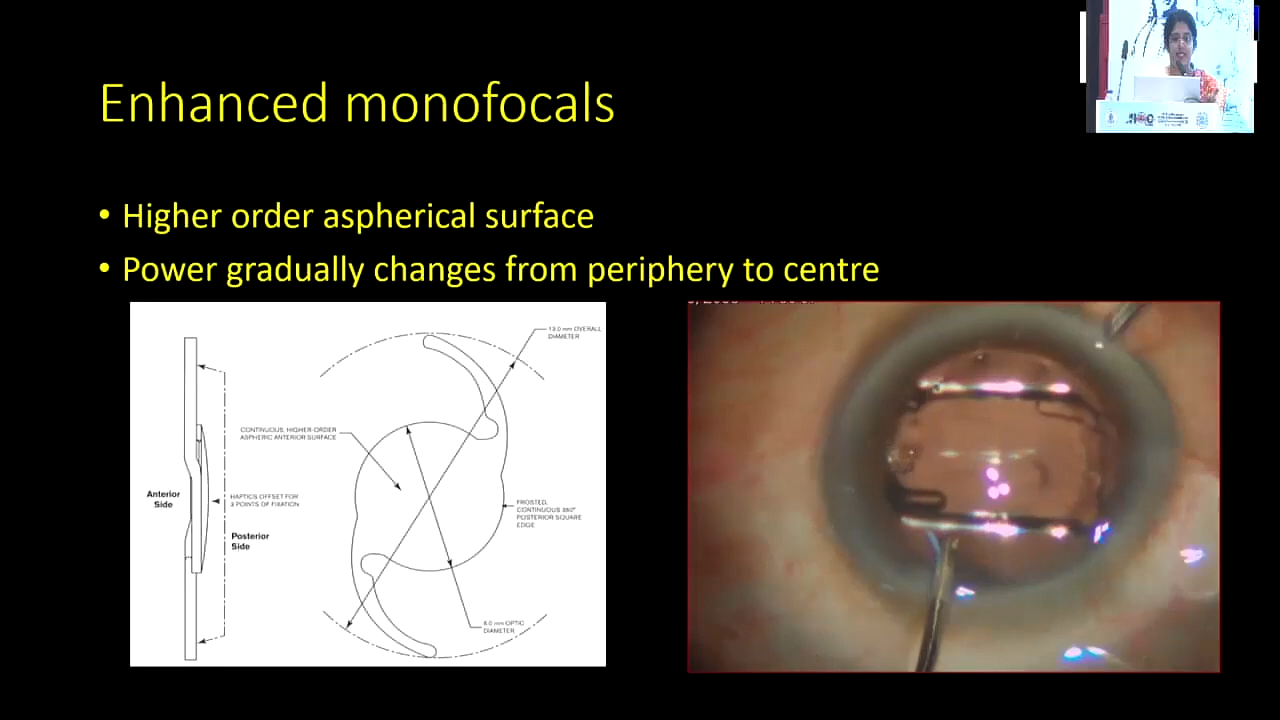 Enhanced monofocals
• Higher order aspherical surface
• Power gradually changes from periphery to centre
13.0 mm OVERALL
DIAMETER
CONTINUOUS, HIGHER-ORDER
ASPHERIC ANTERIOR SURFACE
Anterior
Side
HAPTICS OFFSET FOR
3 POINTS OF FIXATION
FROSTED,
CONTINUOUS 360°
POSTERIOR SQUARE
EDGE
Posterior
Side
6.0 mm OPTIC
DIAMETER